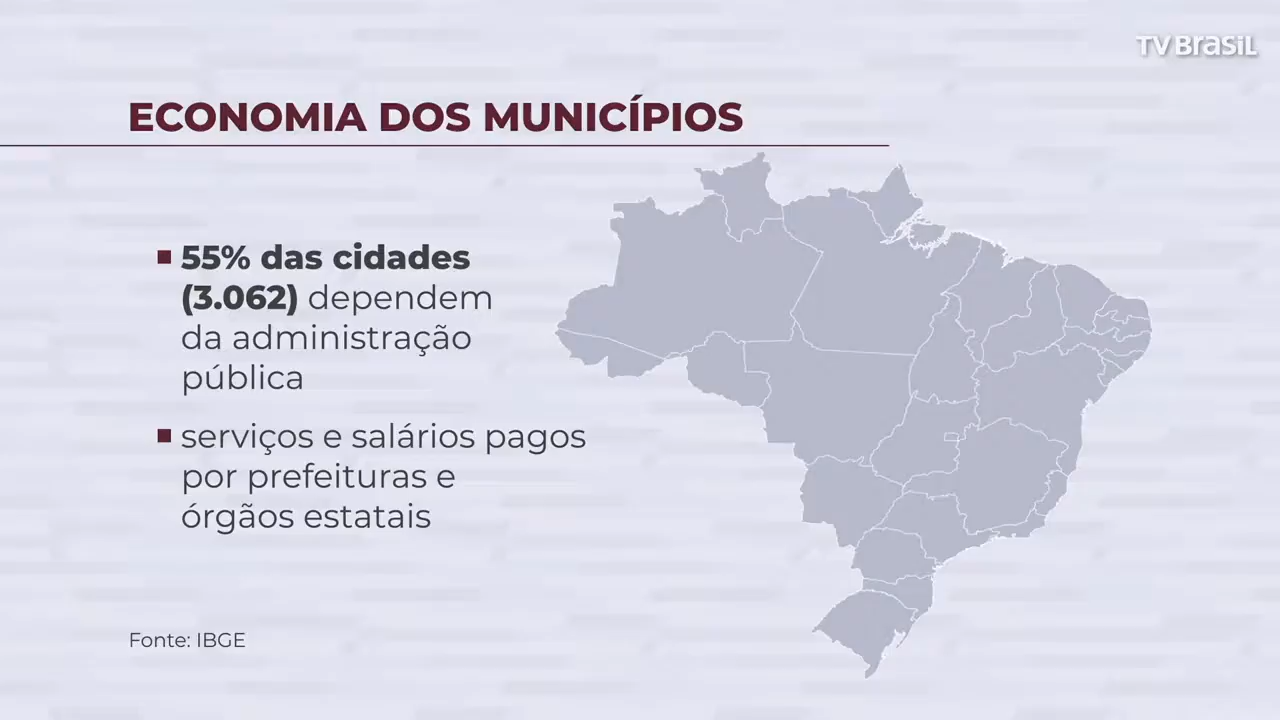 TV BRASIL
ECONOMIA DOS MUNICÍPIOS
55% das cidades
(3.062) dependem
da administração
pública
serviços e salários pagos
por prefeituras e
órgãos estatais
Fonte: IBGE